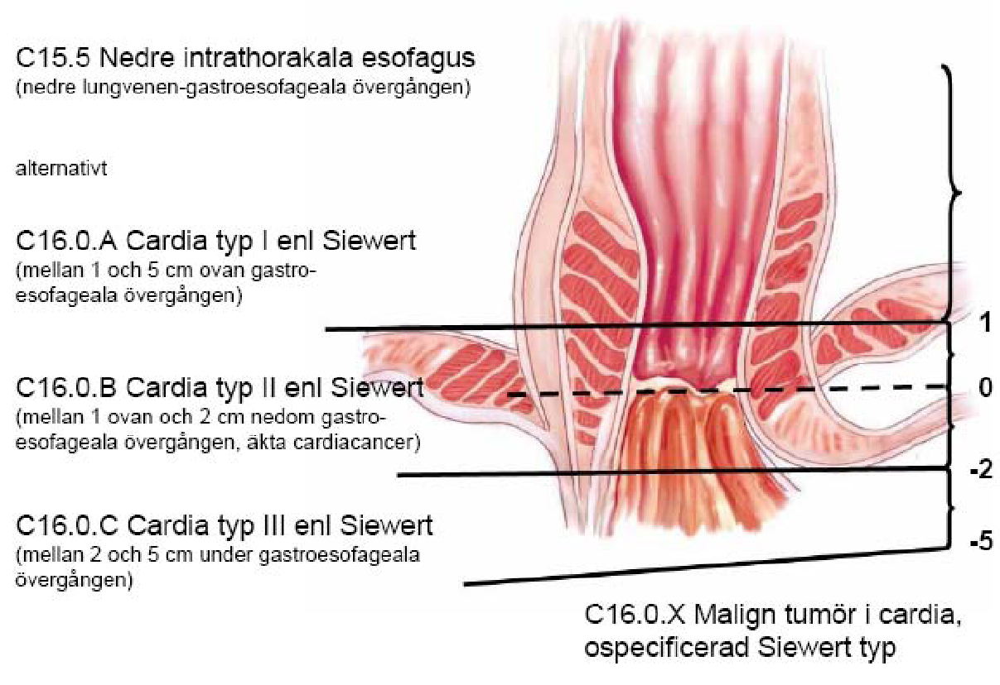 C15.5 Nedre intrathorakala esofagus
(nedre lungvenen-gastroesofageala övergången)
alternativt
C16.0.A Cardia typ I enl Siewert
(mellan 1 och 5 cm ovan gastro-
esofageala övergången)
1
C16.0.B Cardia typ II enl Siewert
(mellan 1 ovan och 2 cm nedom gastro-
esofageala övergången, äkta cardiacancer)
0
-2
C16.0.C Cardia typ III enl Siewert
(mellan 2 och 5 cm under gastroesofageala
övergången)
-5
C16.0.X Malign tumör i cardia,
ospecificerad Siewert typ